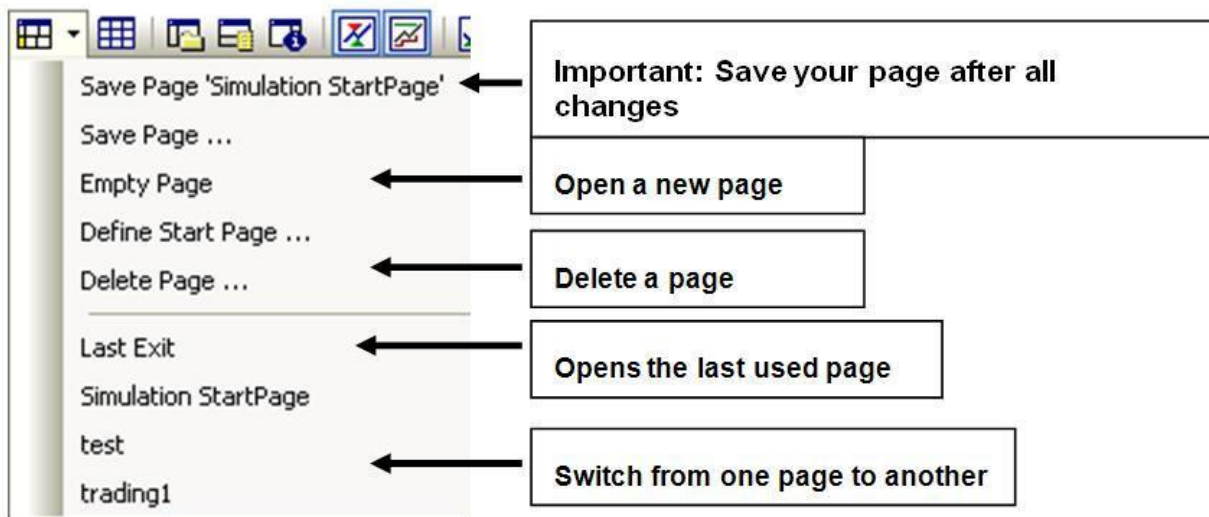 Save Page 'Simulation StartPage'
Important: Save your page after all
changes
Save Page ...
Empty Page
Open a new page
Define Start Page ...
Delete Page ...
Delete a page
Last Exit
Opens the last used page
Simulation StartPage
test
Switch from one page to another
trading1